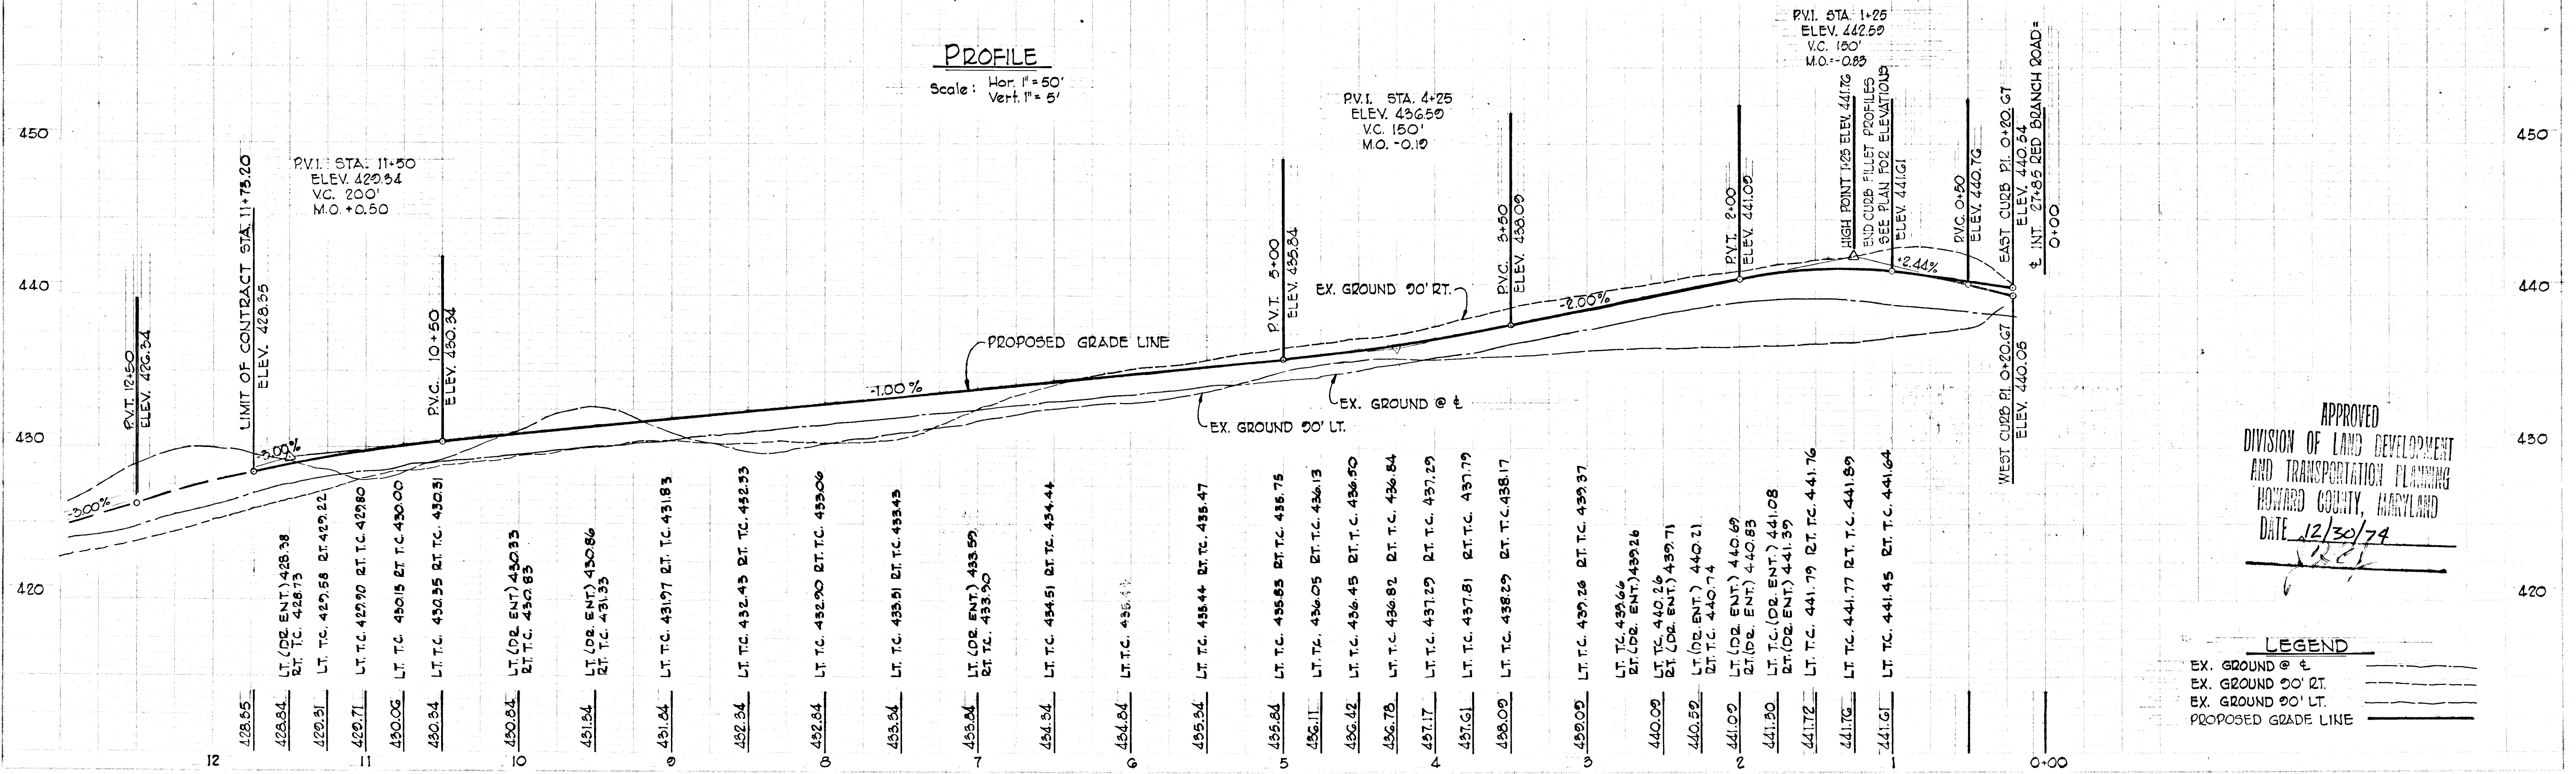 PROFILE
Scale: Hor. 1" = 50'
Vert. 1" = 5'
450
440
430
420
P.V.T. 12+50
ELEV. 426.34
-3.00%
LIMIT OF CONTRACT STA. 11+73.20
ELEV. 428.35
P.V.I. STA. 11+50
ELEV. 429.34
V.C. 200'
M.O. +0.50
-3.00%
P.V.C. 10+50
ELEV. 430.34
-1.00%
PROPOSED GRADE LINE
P.V.I. STA. 4+25
ELEV. 436.59
V.C. 150'
M.O. -0.19
P.V.T. 5+00
ELEV. 435.84
EX. GROUND 50' RT.
EX. GROUND @ ℄
EX. GROUND 50' LT.
P.V.C. 3+50
ELEV. 438.09
-2.00%
P.V.T. 2+00
ELEV. 441.09
P.V.I. STA. 1+25
ELEV. 442.59
V.C. 150'
M.O. = -0.83
HIGH POINT 1+25 ELEV. 441.76
END CURB FILLET PROFILES
SEE PLAN FOR ELEVATIONS
ELEV. 441.61
+2.44%
P.V.C. 0+50
ELEV. 440.76
EAST CURB P.I. 0+20.67
ELEV. 440.54
WEST CURB P.I. 0+20.67
ELEV. 440.05
℄ INT. 27+85 RED BRANCH ROAD =
0+00
450
440
430
420
LT. (DR. ENT.) 428.38
RT. T.C. 428.73
LT. T.C. 429.58 RT. 429.22
LT. T.C. 429.90 RT. T.C. 429.80
LT. T.C. 430.15 RT. T.C. 430.00
LT. T.C. 430.35 RT. T.C. 430.31
LT. (DR. ENT) 430.33
RT. T.C. 430.83
LT. (DR. ENT.) 430.86
RT. T.C. 431.33
LT. T.C. 431.97 RT. T.C. 431.83
LT. T.C. 432.43 RT. T.C. 432.33
LT. T.C. 432.90 RT. T.C. 433.06
LT. T.C. 433.51 RT. T.C. 433.43
LT. (DR. ENT.) 433.59
RT. T.C. 433.90
LT. T.C. 434.51 RT. T.C. 434.44
LT. T.C.
LT. T.C. 435.44 RT. T.C. 435.47
LT. T.C. 435.83 RT. T.C. 435.75
LT. T.C. 436.05 RT. T.C. 436.13
LT. T.C. 436.45 RT. T.C. 436.50
LT. T.C. 436.82 RT. T.C. 436.84
LT. T.C. 437.29 RT. T.C. 437.29
LT. T.C. 437.81 RT. T.C. 437.79
LT. T.C. 438.29 RT. T.C. 438.17
LT. T.C. 439.26 RT. T.C. 439.37
LT. T.C. 439.66
RT. (DR. ENT.) 439.26
LT. T.C. 440.26
RT. (DR. ENT.) 439.71
LT. (DR. ENT.) 440.21
RT. T.C. 440.74
LT. (DR. ENT.) 440.69
RT. (DR. ENT.) 440.83
LT. T.C. (DR. ENT.) 441.08
RT. (DR. ENT.) 441.39
LT. T.C. 441.79 RT. T.C. 441.76
LT. T.C. 441.77 RT. T.C. 441.89
LT. T.C. 441.45 RT. T.C. 441.64
428.35
428.84
429.31
429.71
430.06
430.34
430.84
431.34
431.84
432.34
432.84
433.34
433.84
434.34
434.84
435.34
435.84
436.11
436.42
436.78
437.17
437.61
438.09
439.09
440.09
440.59
441.09
441.30
441.72
441.76
441.61
12 11 10 9 8 7 6 5 4 3 2 1 0+00
APPROVED
DIVISION OF LAND DEVELOPMENT
AND TRANSPORTATION PLANNING
HOWARD COUNTY, MARYLAND
DATE 12/30/74
LEGEND
EX. GROUND @ ℄
EX. GROUND 50' RT.
EX. GROUND 50' LT.
PROPOSED GRADE LINE